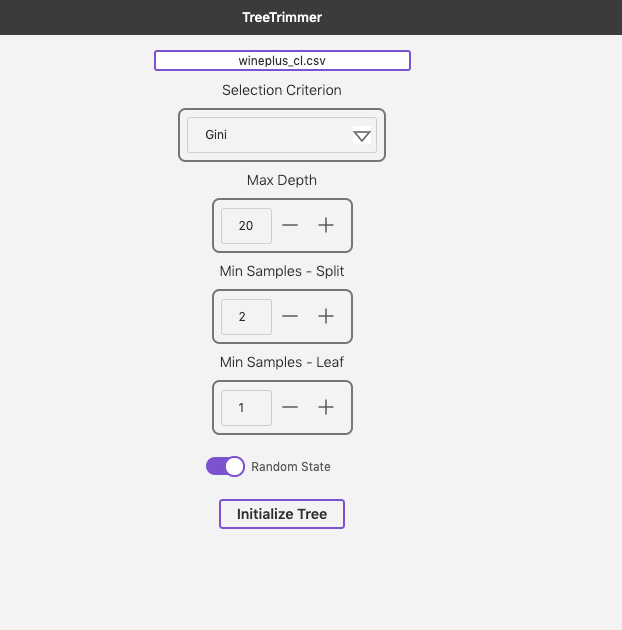 TreeTrimmer
wineplus_cl.csv
Selection Criterion
Gini
Max Depth
20
Min Samples - Split
2
Min Samples - Leaf
1
Random State
Initialize Tree